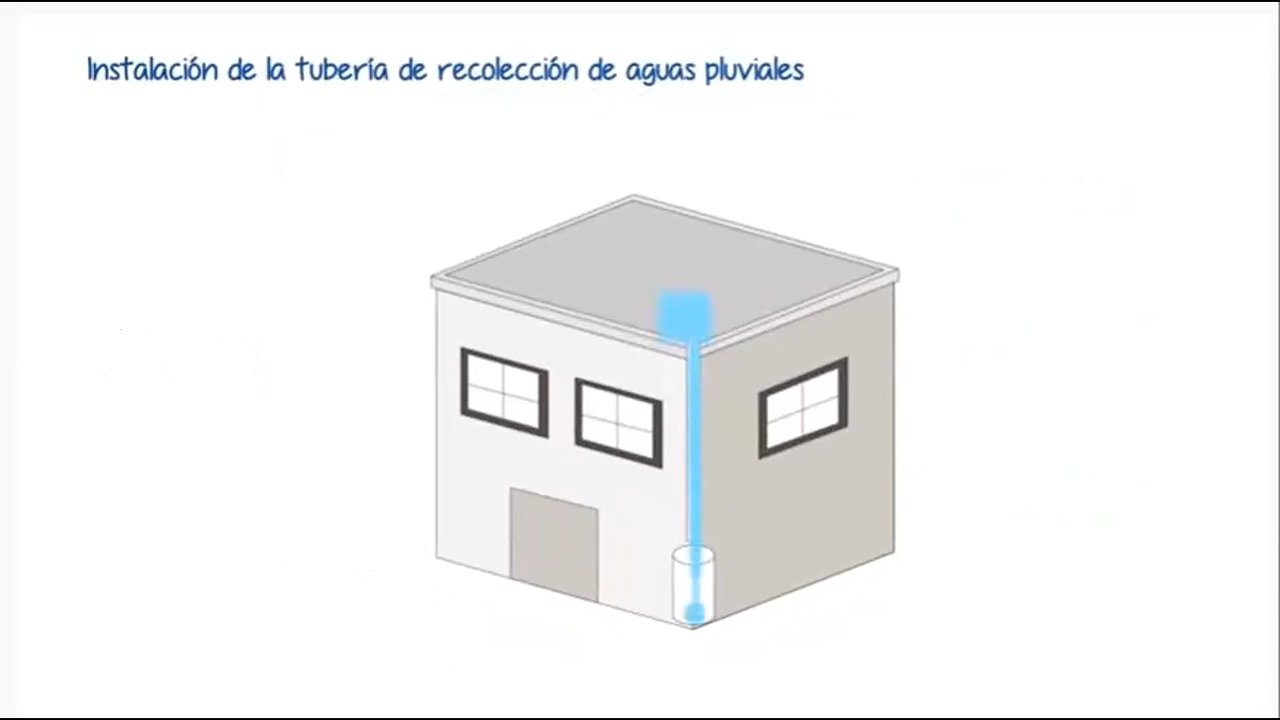 Instalación de la tubería de recolección de aguas pluviales